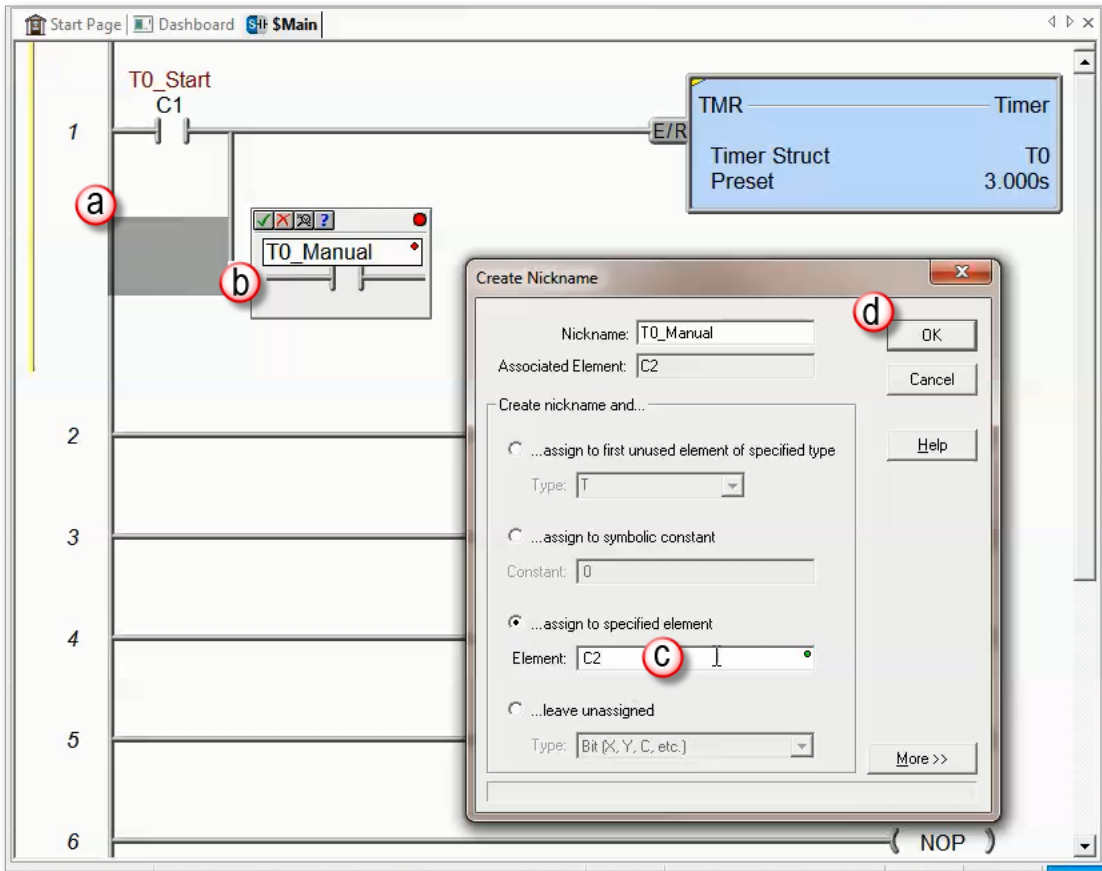 Start Page Dashboard $Main
T0_Start
C1
1
E/R
TMR Timer
Timer Struct T0
Preset 3.000s
a
T0_Manual
b
Create Nickname
d
Nickname: T0_Manual
OK
Associated Element: C2
Cancel
Create nickname and...
2
...assign to first unused element of specified type
Help
Type: T
3
...assign to symbolic constant
Constant: 0
...assign to specified element
4
Element: C2
c
...leave unassigned
5
Type: Bit (X, Y, C, etc.)
More >>
6
NOP